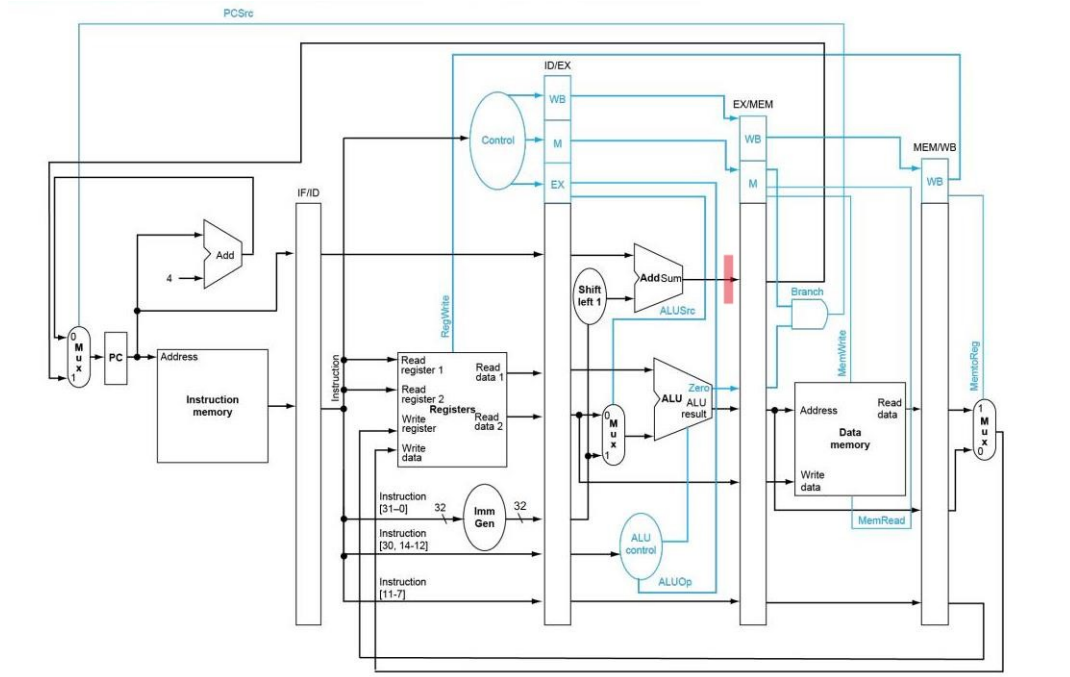 PCSrc
ID/EX
WB
EX/MEM
Control
M
WB
MEM/WB
EX
M
WB
IF/ID
Add
4
Shift
left 1
AddSum
ALUSrc
Branch
RegWrite
MemWrite
MemtoReg
0
M
u
x
1
PC
Address
Instruction
memory
Instruction
Read
register 1
Read
register 2
Write
register
Write
data
Registers
Read
data 1
Read
data 2
0
M
u
x
1
ALU
Zero
ALU
result
Address
Read
data
Data
memory
Write
data
MemRead
1
M
u
x
0
Instruction
[31–0]
32
Imm
Gen
32
Instruction
[30, 14-12]
ALU
control
ALUOp
Instruction
[11-7]